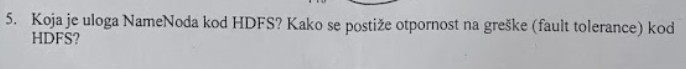 5. Koja je uloga NameNoda kod HDFS? Kako se postiže otpornost na greške (fault tolerance) kod
HDFS?